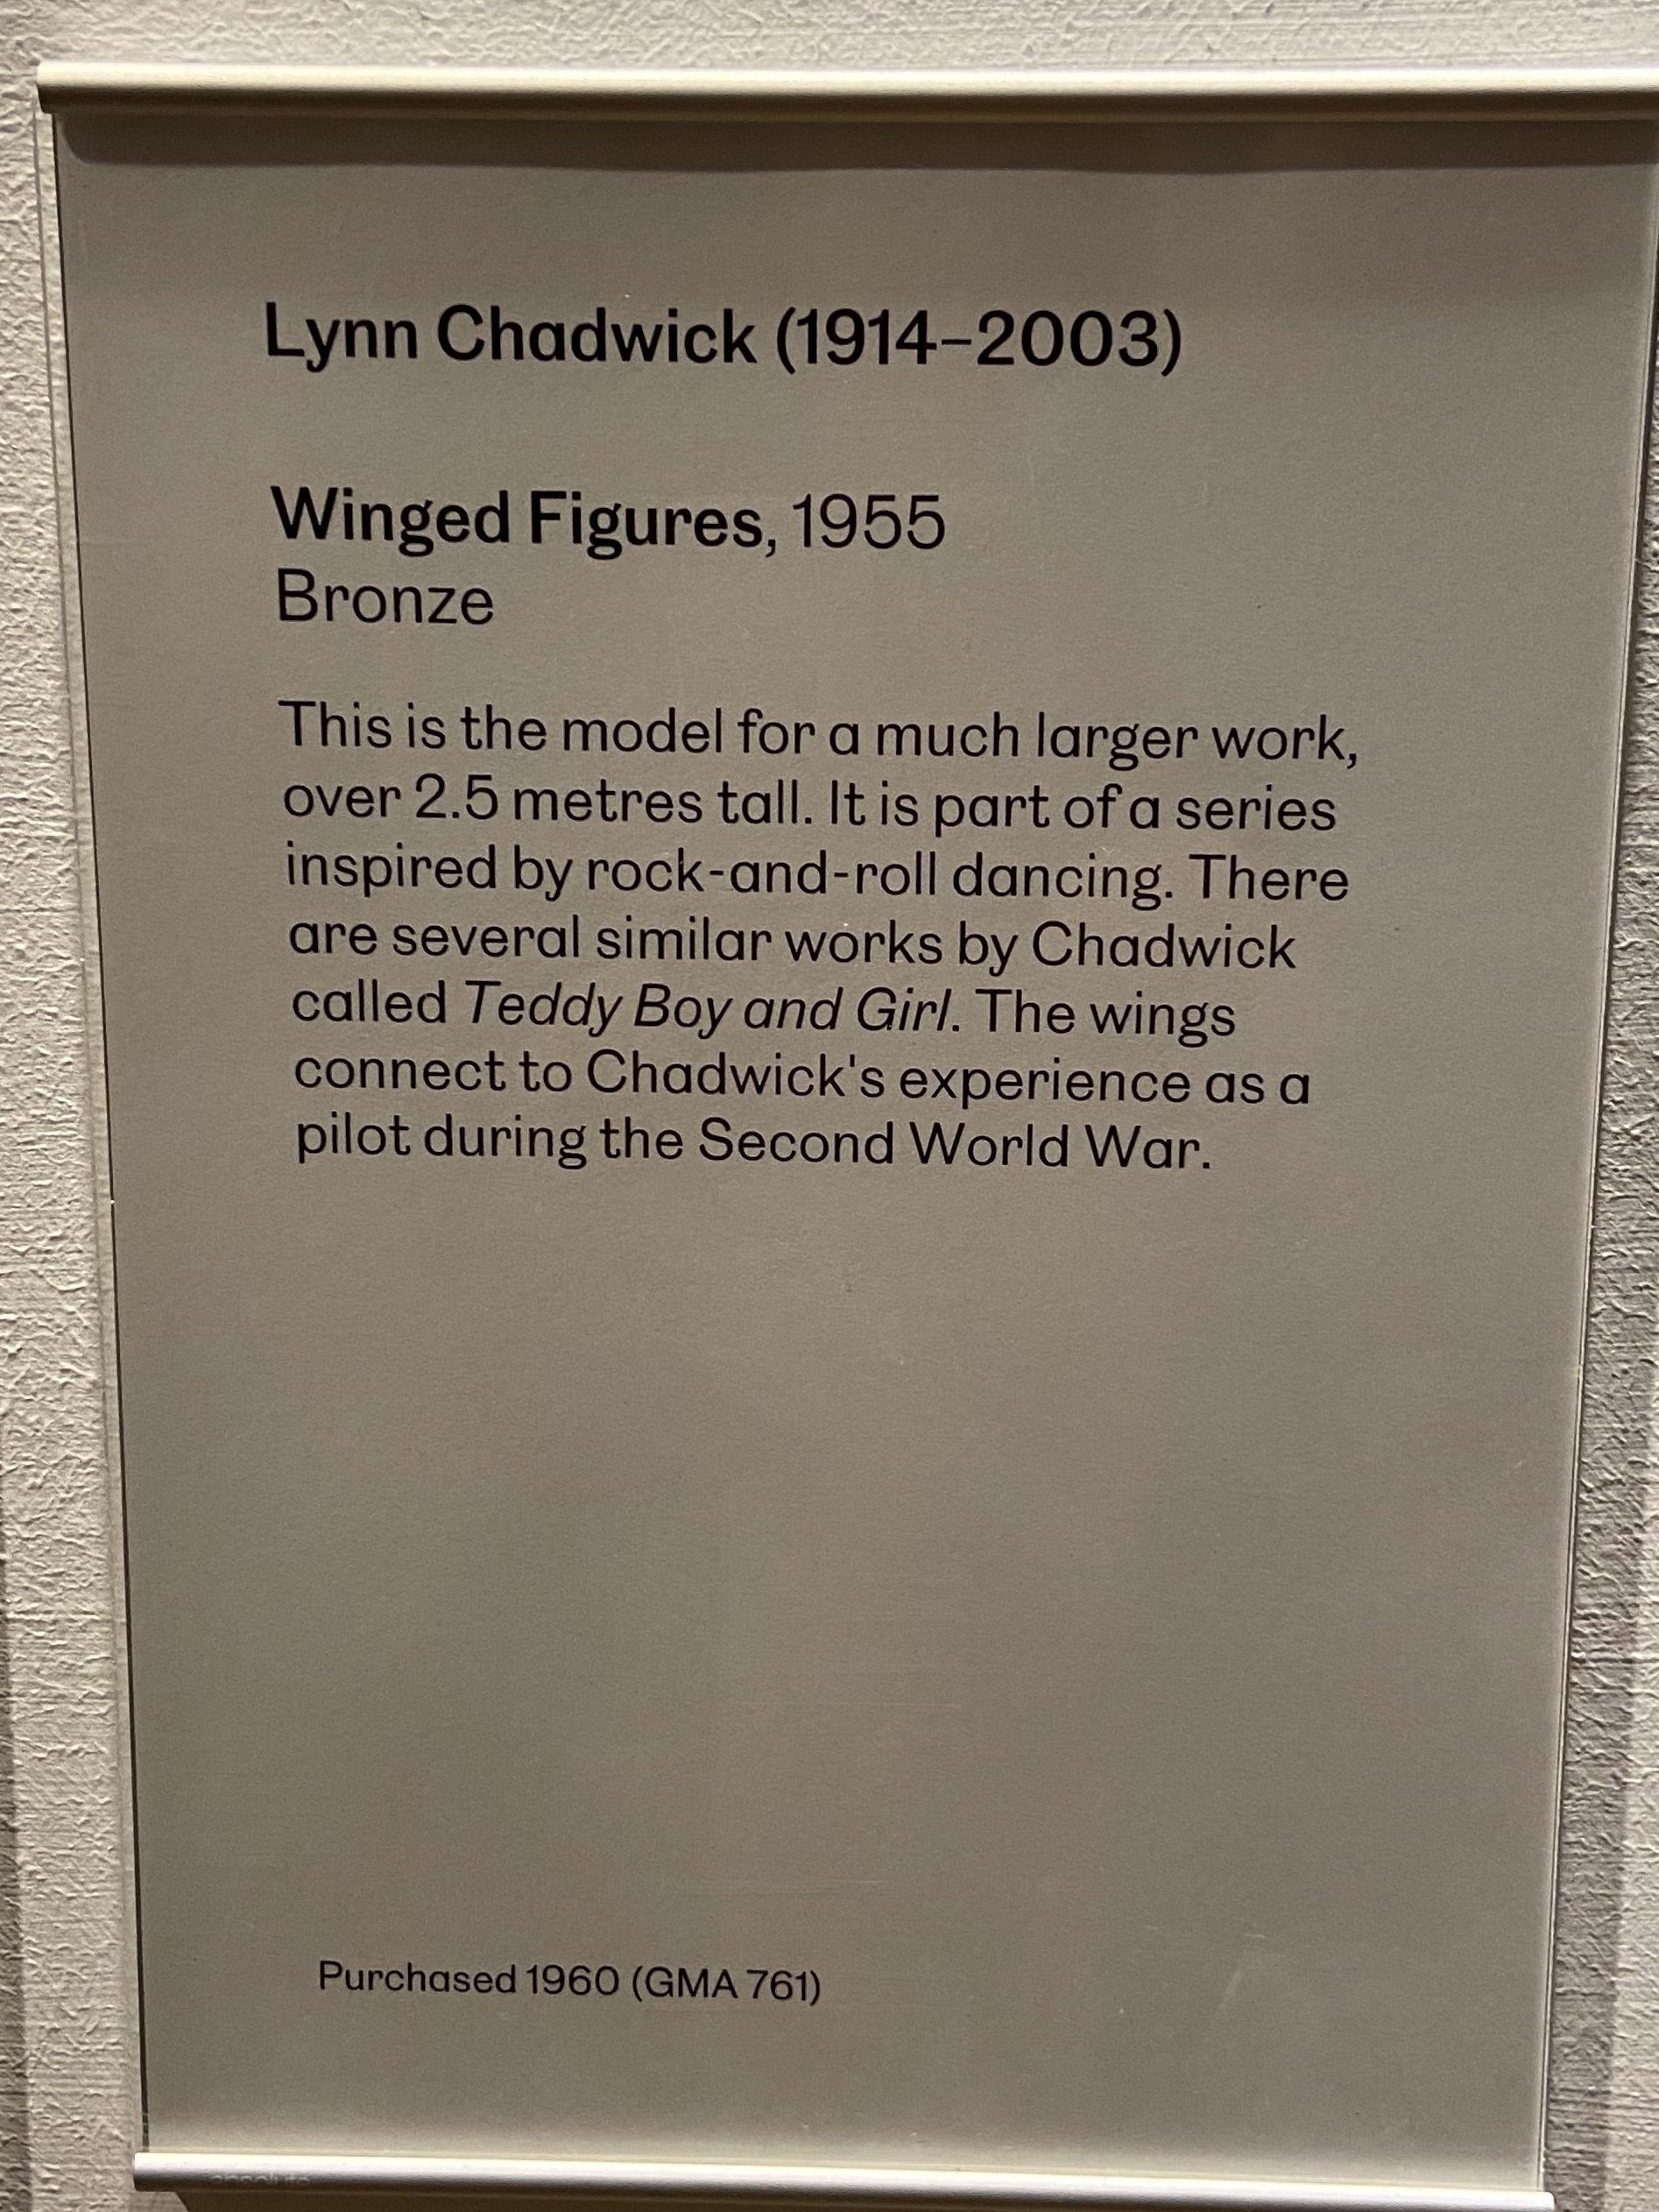 Lynn Chadwick (1914–2003)
Winged Figures, 1955
Bronze
This is the model for a much larger work,
over 2.5 metres tall. It is part of a series
inspired by rock-and-roll dancing. There
are several similar works by Chadwick
called Teddy Boy and Girl. The wings
connect to Chadwick's experience as a
pilot during the Second World War.
Purchased 1960 (GMA 761)
absolute